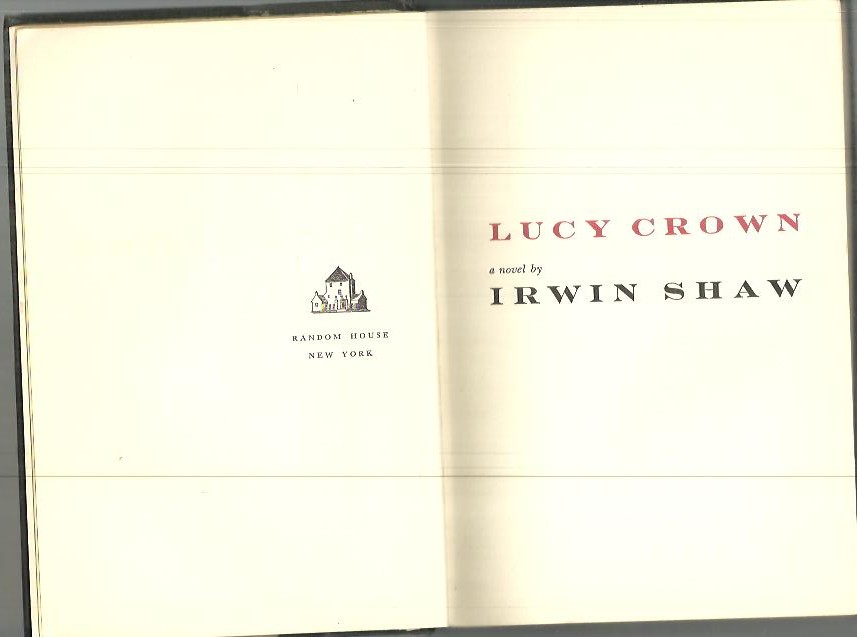 RANDOM HOUSE
NEW YORK
LUCY CROWN
a novel by
IRWIN SHAW